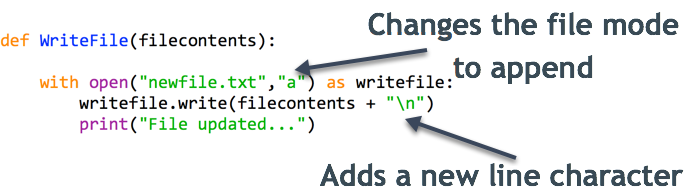 Changes the file mode
to append
def WriteFile(filecontents):
with open("newfile.txt","a") as writefile:
writefile.write(filecontents + "\n")
print("File updated...")
Adds a new line character